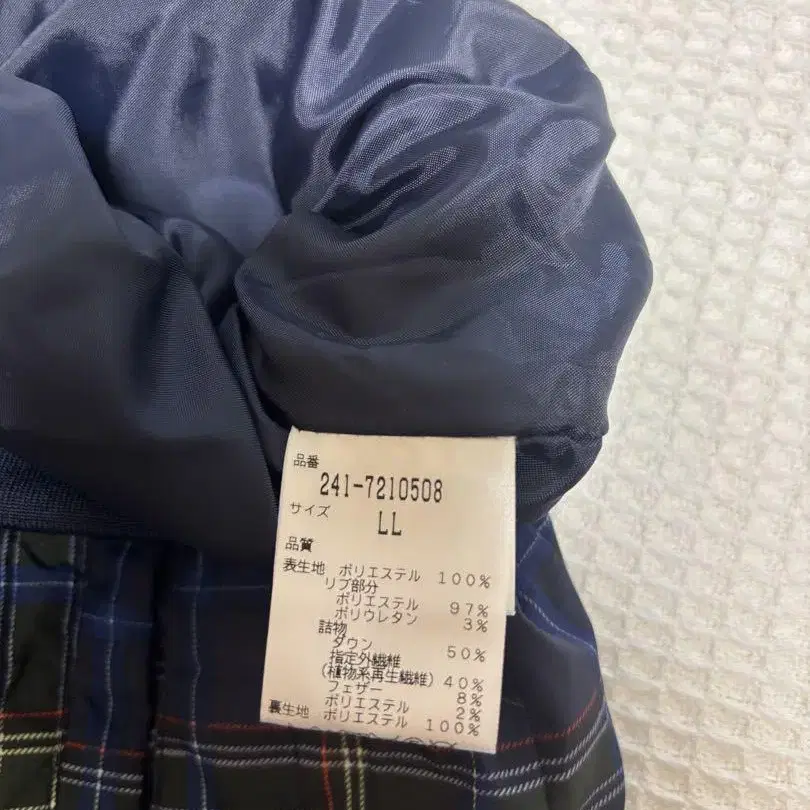 品番
241-7210508
サイズ
LL
品質
表生地 ポリエステル 100%
リブ部分
ポリエステル 97%
ポリウレタン 3%
詰物
ダウン 50%
指定外繊維
(植物系再生繊維) 40%
フェザー 8%
ポリエステル 2%
裏生地 ポリエステル 100%